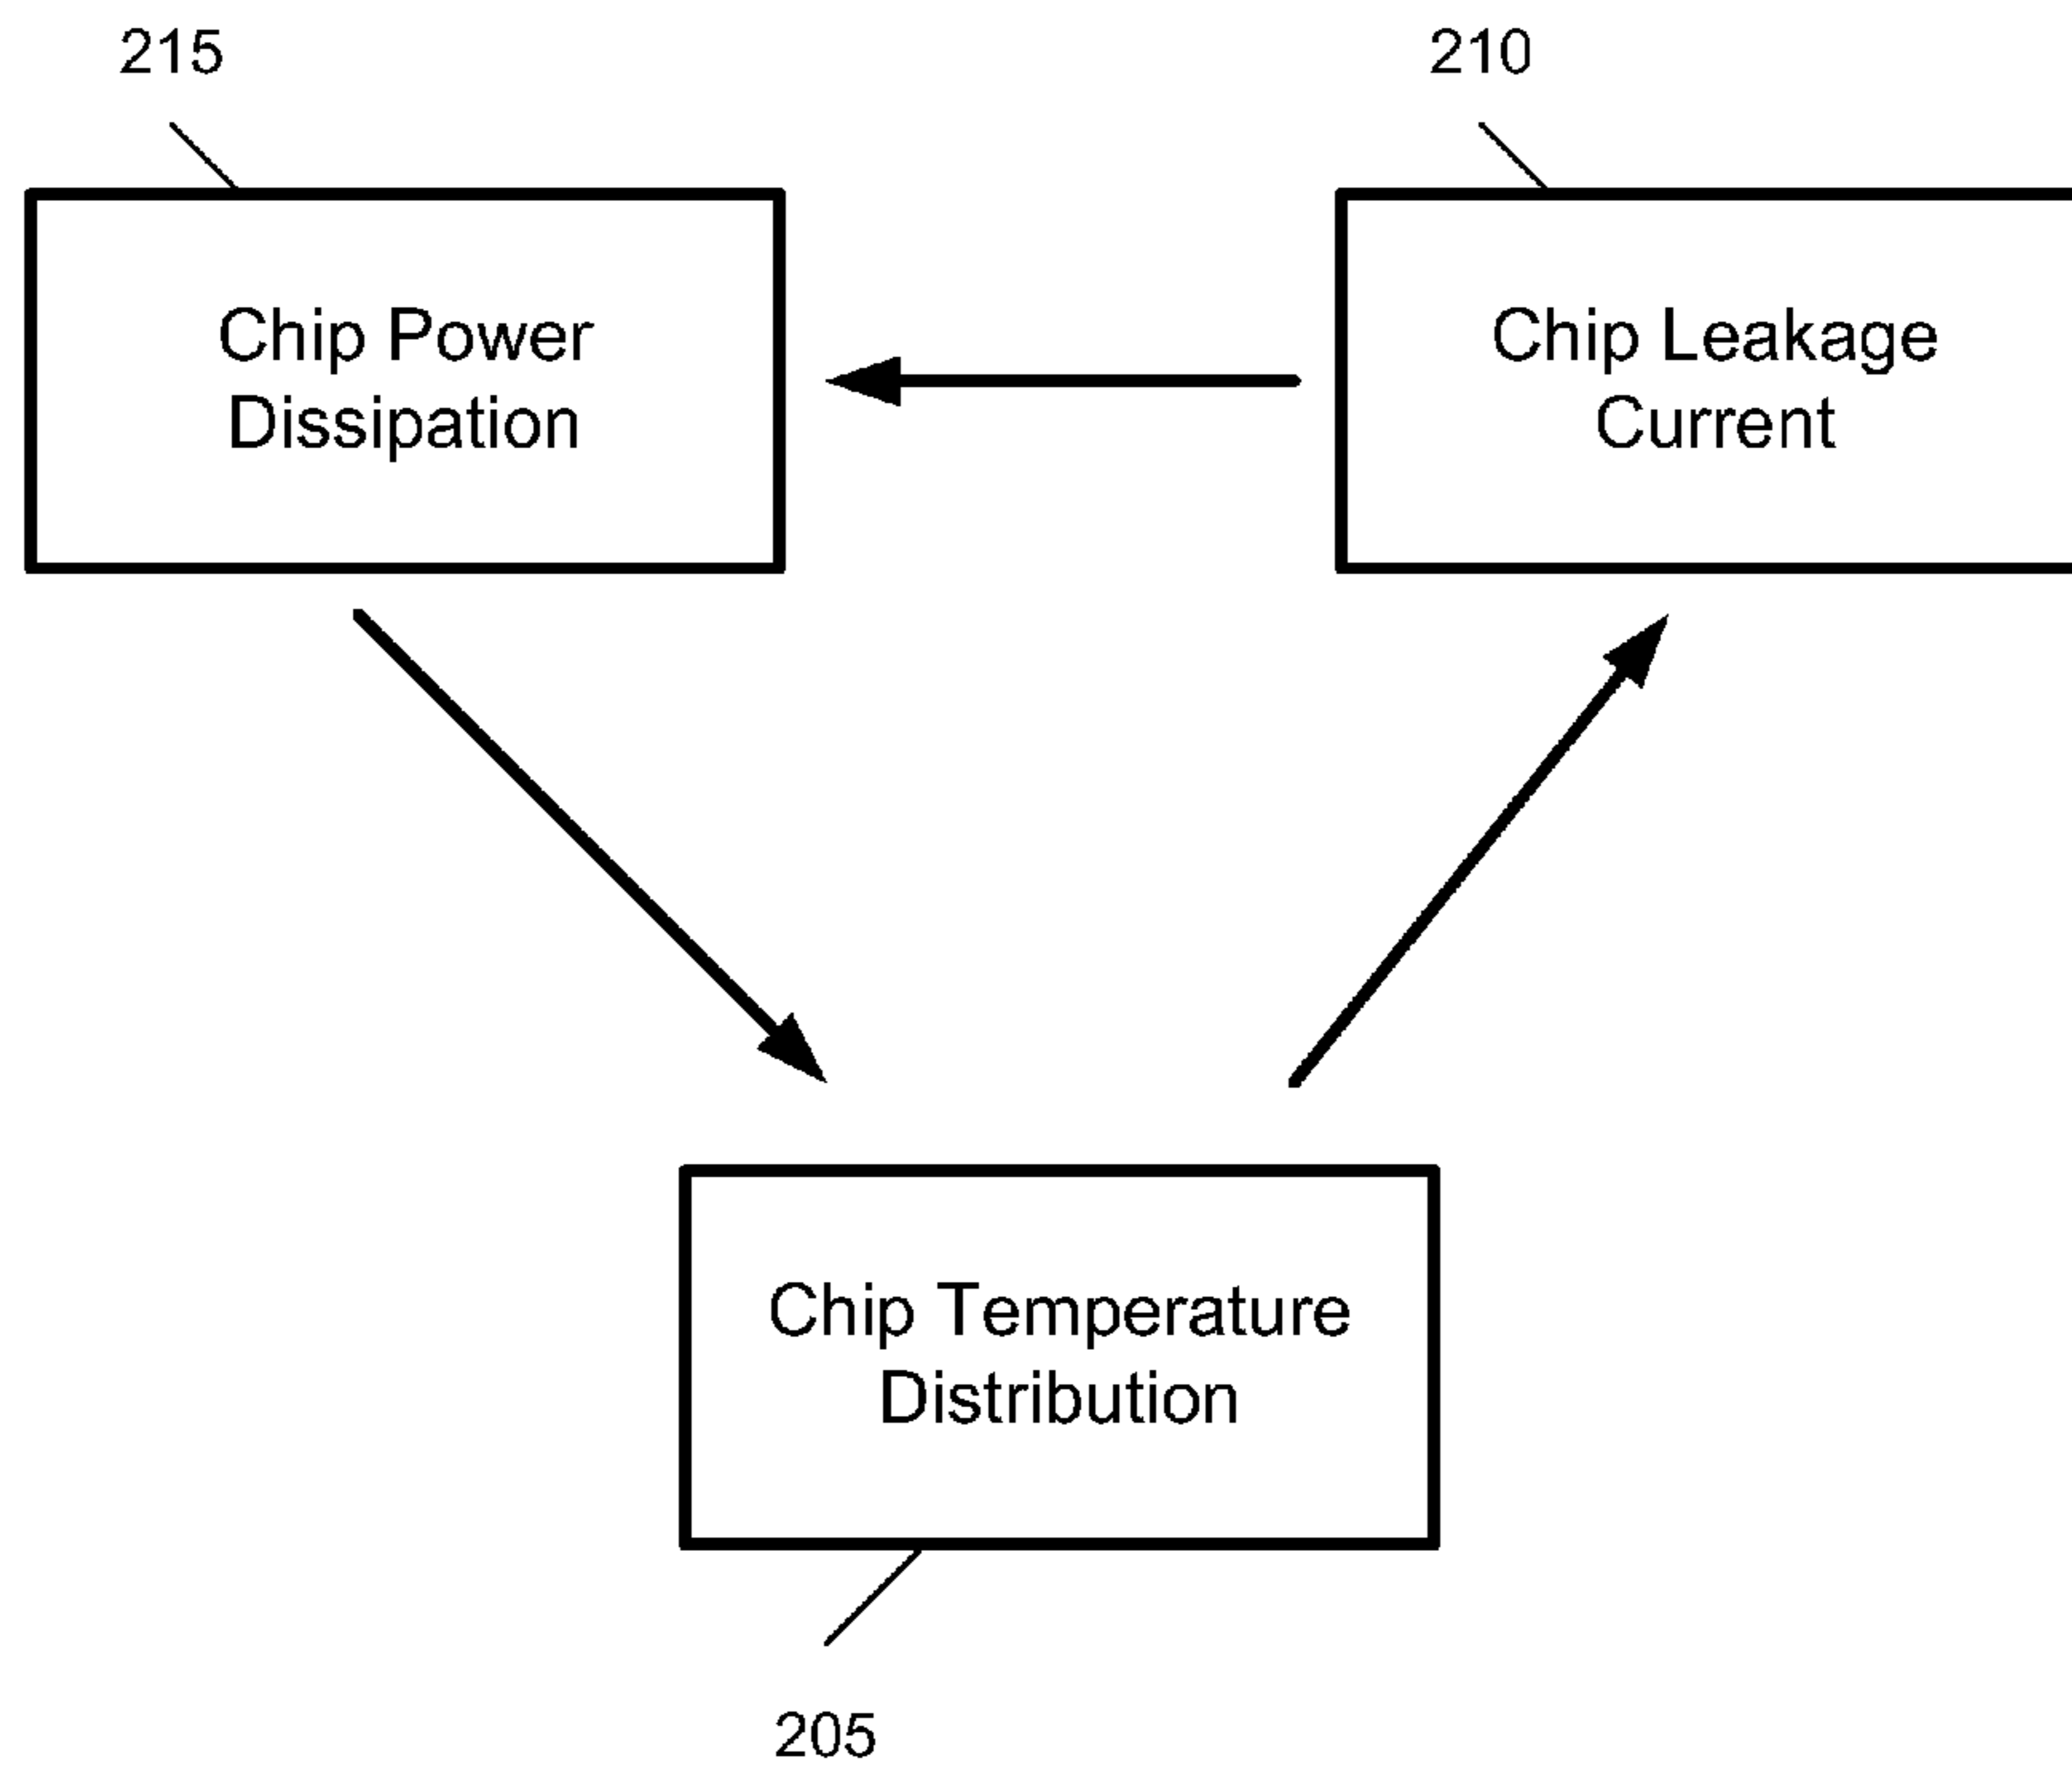 215
210
Chip Power
Dissipation
Chip Leakage
Current
Chip Temperature
Distribution
205